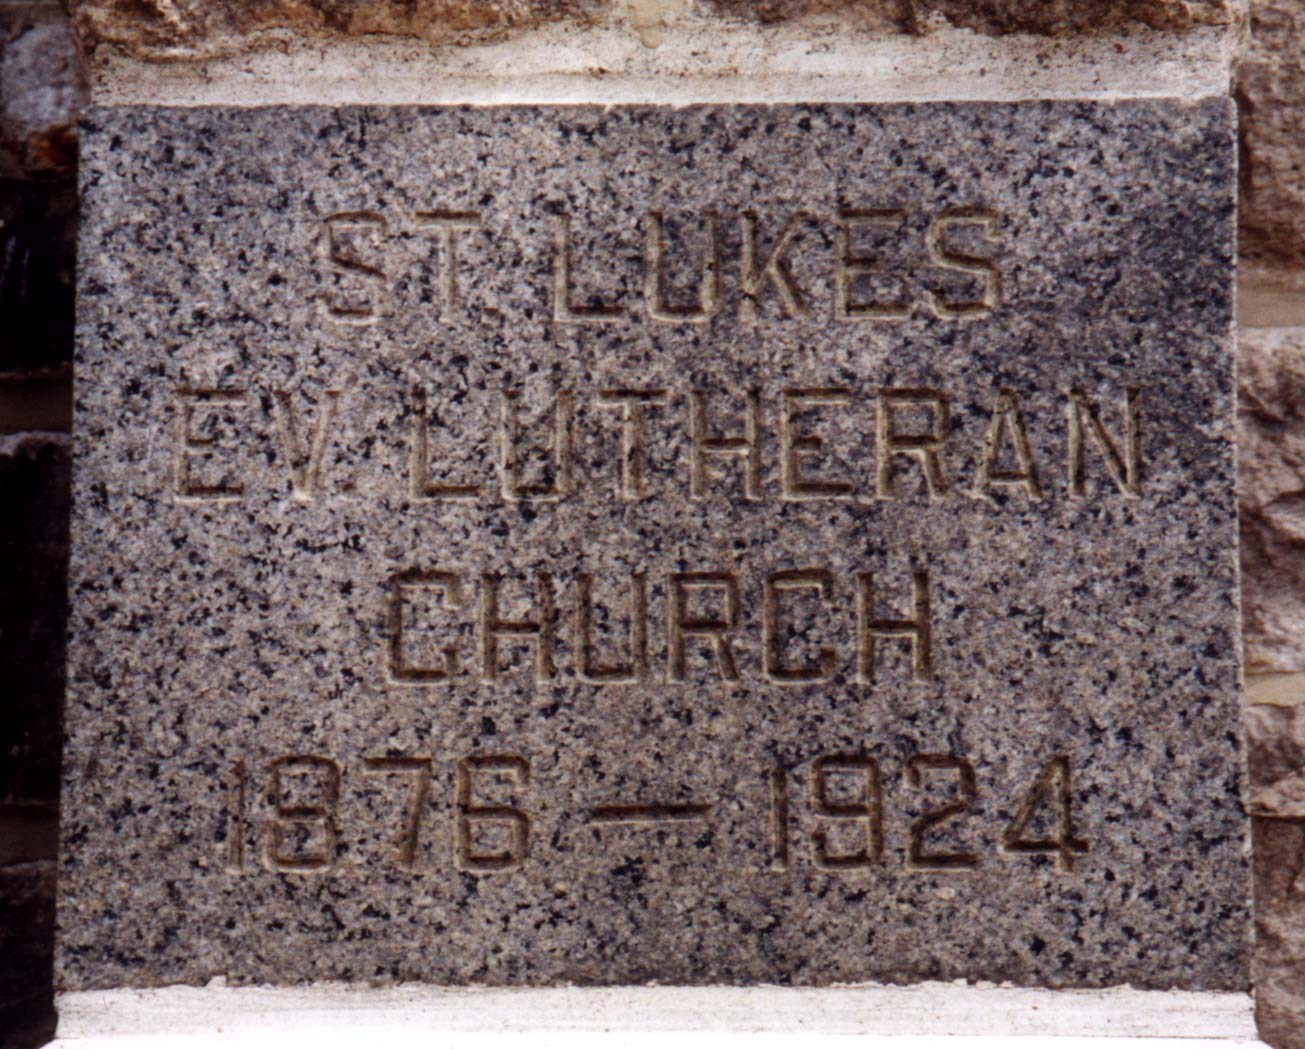 ST. LUKES
EV. LUTHERAN
CHURCH
1876 — 1924